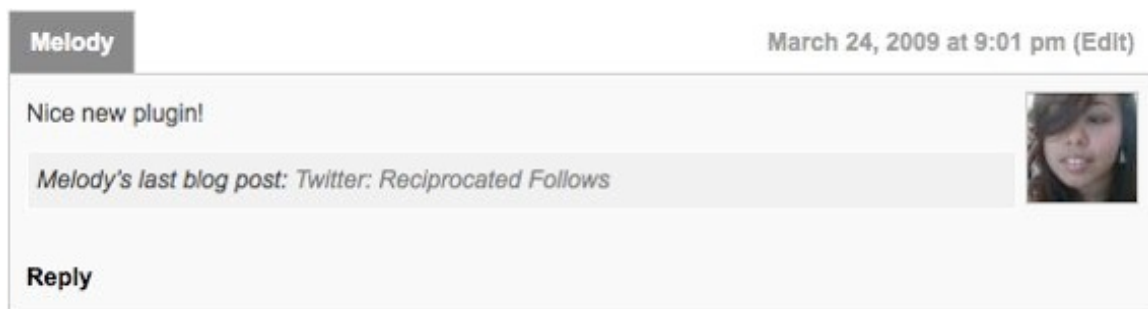 Melody
March 24, 2009 at 9:01 pm (Edit)
Nice new plugin!
Melody's last blog post: Twitter: Reciprocated Follows
Reply